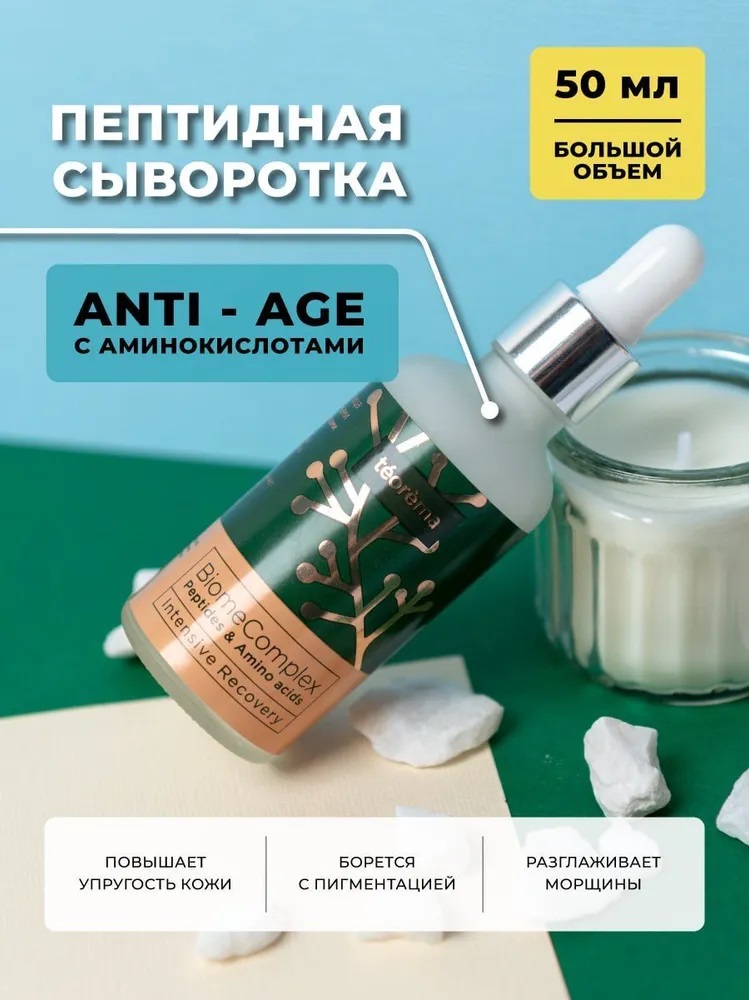 ПЕПТИДНАЯ
СЫВОРОТКА
50 мл
БОЛЬШОЙ
ОБЪЕМ
ANTI - AGE
С АМИНОКИСЛОТАМИ
téorèma
BiomeComplex
Peptides & Amino acids
Intensive Recovery
ПОВЫШАЕТ
УПРУГОСТЬ КОЖИ
БОРЕТСЯ
С ПИГМЕНТАЦИЕЙ
РАЗГЛАЖИВАЕТ
МОРЩИНЫ